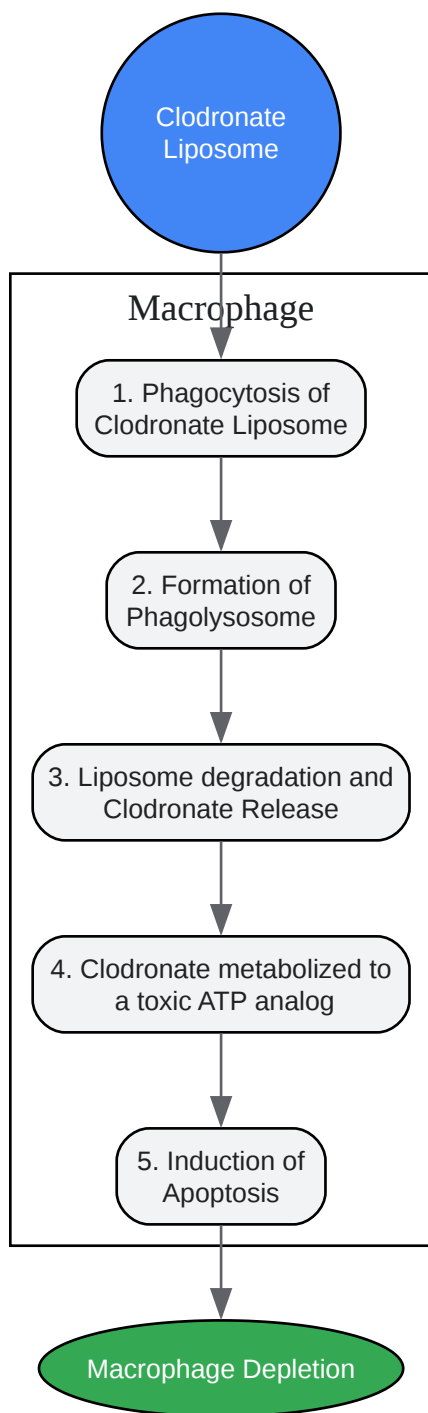 Clodronate
Liposome
Macrophage
1. Phagocytosis of
Clodronate Liposome
2. Formation of
Phagolysosome
3. Liposome degradation and
Clodronate Release
4. Clodronate metabolized to
a toxic ATP analog
5. Induction of
Apoptosis
Macrophage Depletion